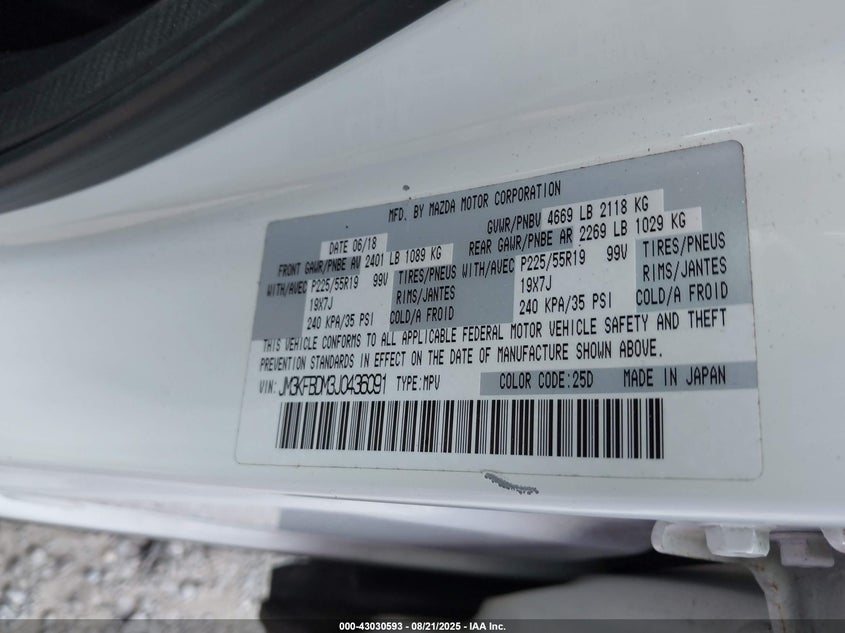 MFD. BY MAZDA MOTOR CORPORATION
DATE 06/18 GVWR/PNBV 4669 LB 2118 KG
FRONT GAWR/PNBE AV 2401 LB 1089 KG REAR GAWR/PNBE AR 2269 LB 1029 KG
WITH/AVEC P225/55R19 99V TIRES/PNEUS WITH/AVEC P225/55R19 99V TIRES/PNEUS
19X7J RIMS/JANTES 19X7J RIMS/JANTES
240 KPA/35 PSI COLD/A FROID 240 KPA/35 PSI COLD/A FROID
THIS VEHICLE CONFORMS TO ALL APPLICABLE FEDERAL MOTOR VEHICLE SAFETY AND THEFT
PREVENTION STANDARDS IN EFFECT ON THE DATE OF MANUFACTURE SHOWN ABOVE.
VIN: JM3KFBDM3J0436091 TYPE:MPV COLOR CODE:25D MADE IN JAPAN
000-43030593 - 08/21/2025 - IAA Inc.